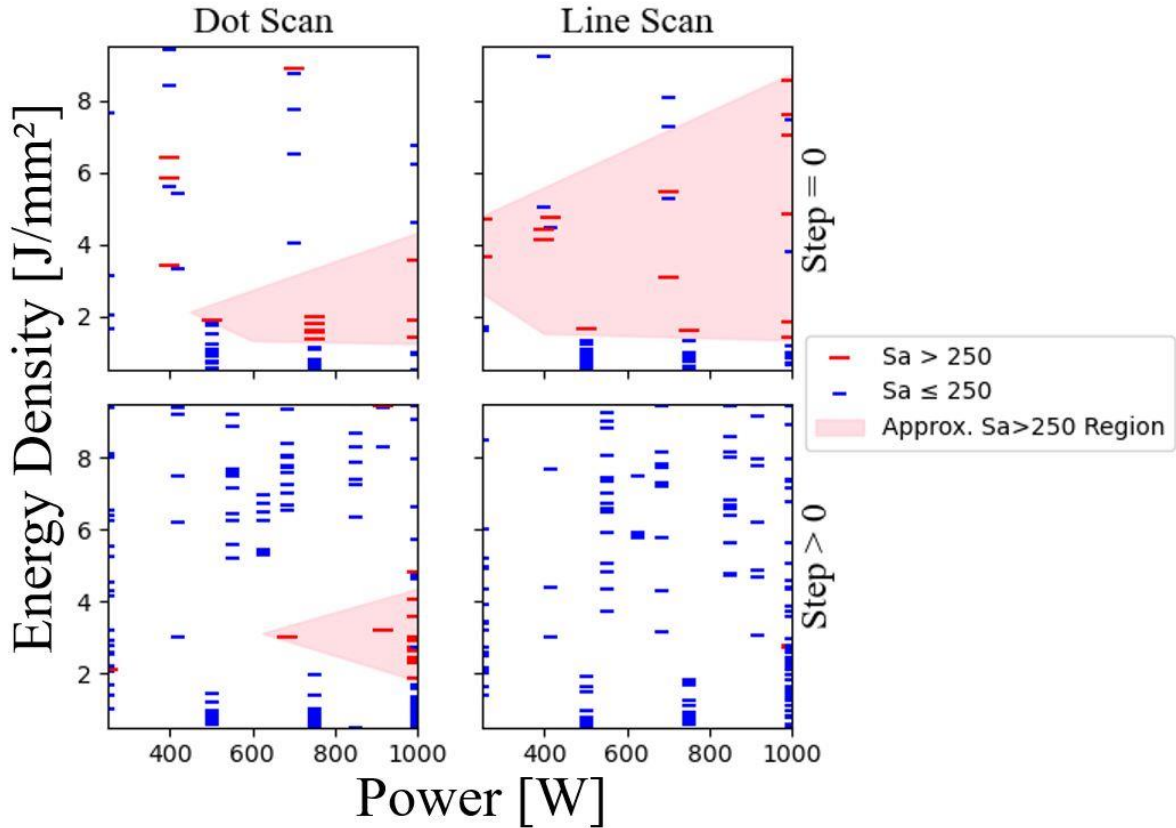 Dot Scan
Line Scan
Energy Density [J/mm²]
8
6
4
2
Step = 0
Sa > 250
Sa ≤ 250
Approx. Sa>250 Region
8
6
4
2
Step > 0
400 600 800 1000
400 600 800 1000
Power [W]